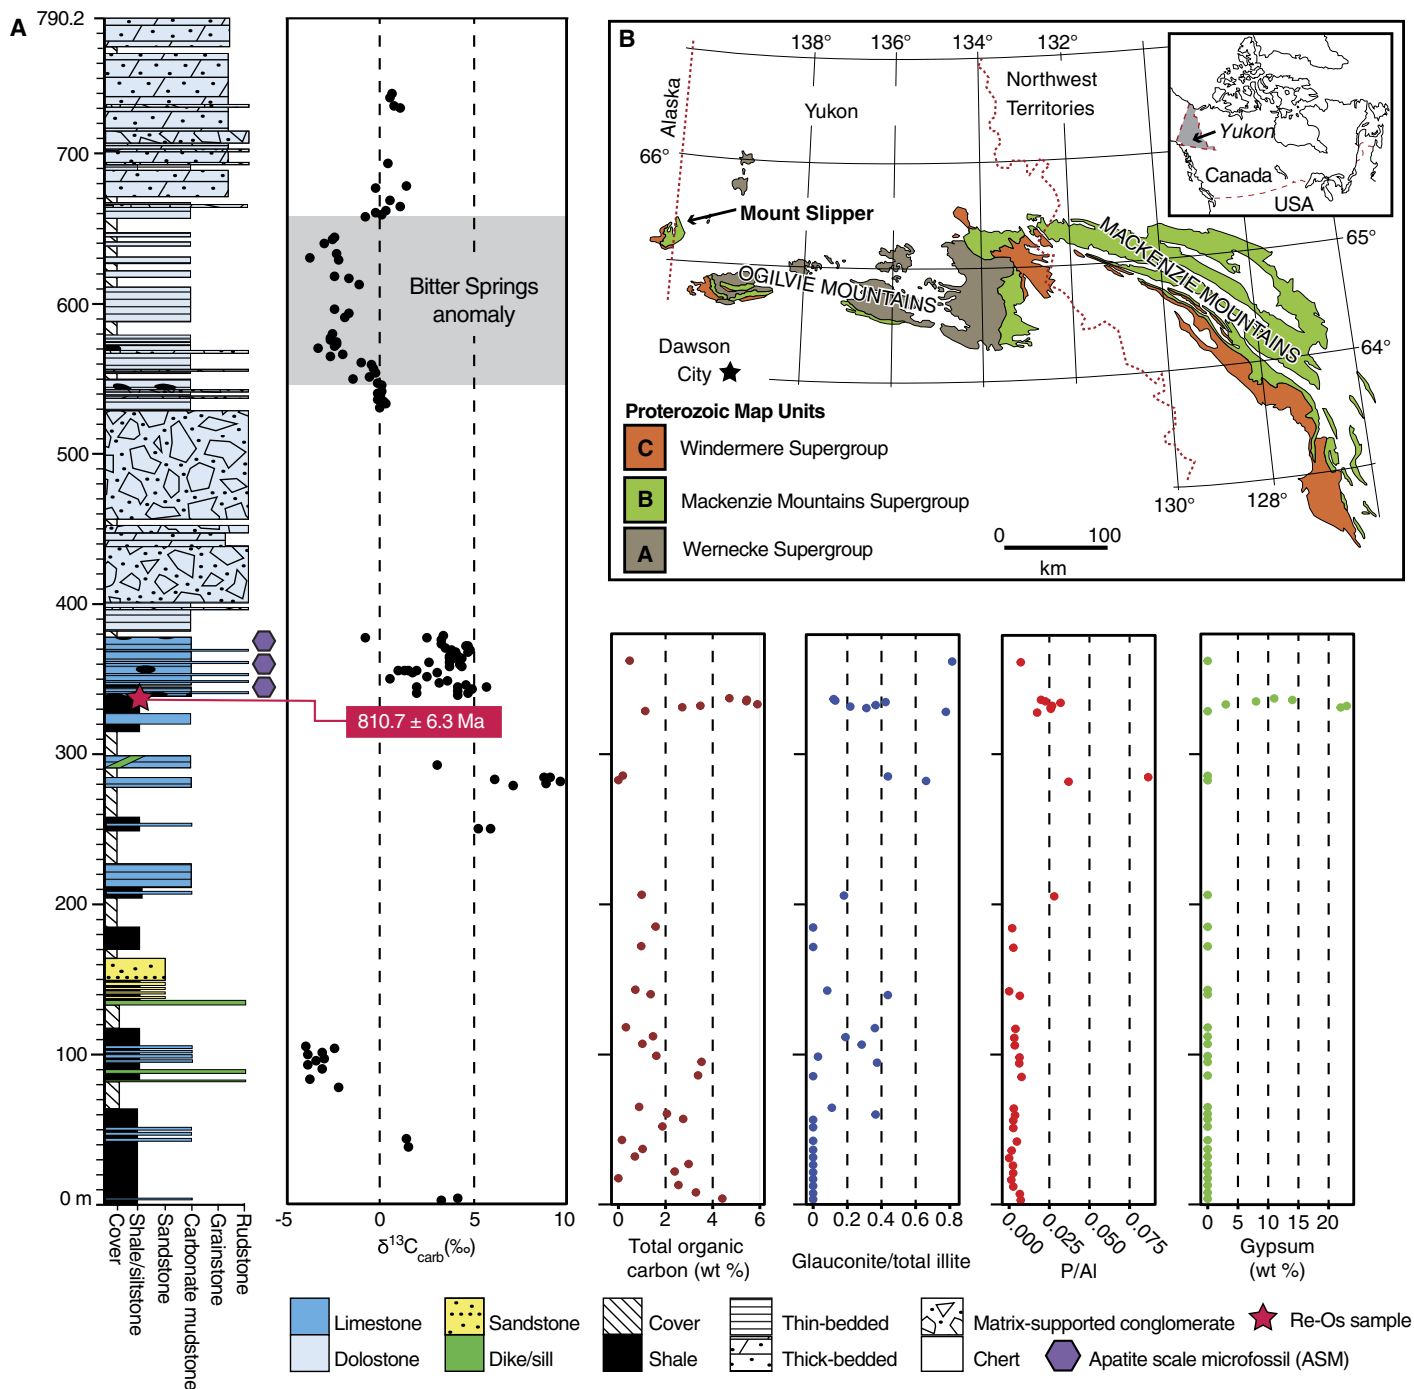 A
790.2
700
600
500
400
300
200
100
0 m
Cover
Shale/siltstone
Sandstone
Carbonate mudstone
Grainstone
Rudstone
Bitter Springs
anomaly
810.7 ± 6.3 Ma
-5
0
5
10
δ13Ccarb(‰)
B
138°
136°
134°
132°
Alaska
Yukon
Northwest
Territories
66°
65°
64°
Mount Slipper
OGILVIE MOUNTAINS
MACKENZIE MOUNTAINS
Dawson
City
130°
128°
Yukon
Canada
USA
Proterozoic Map Units
C
Windermere Supergroup
B
Mackenzie Mountains Supergroup
A
Wernecke Supergroup
0
100
km
0
2
4
6
Total organic
carbon (wt %)
0
0.2
0.4
0.6
0.8
Glauconite/total illite
0.000
0.025
0.050
0.075
P/Al
0
5
10
15
20
Gypsum
(wt %)
Limestone
Sandstone
Cover
Thin-bedded
Matrix-supported conglomerate
Re-Os sample
Dolostone
Dike/sill
Shale
Thick-bedded
Chert
Apatite scale microfossil (ASM)